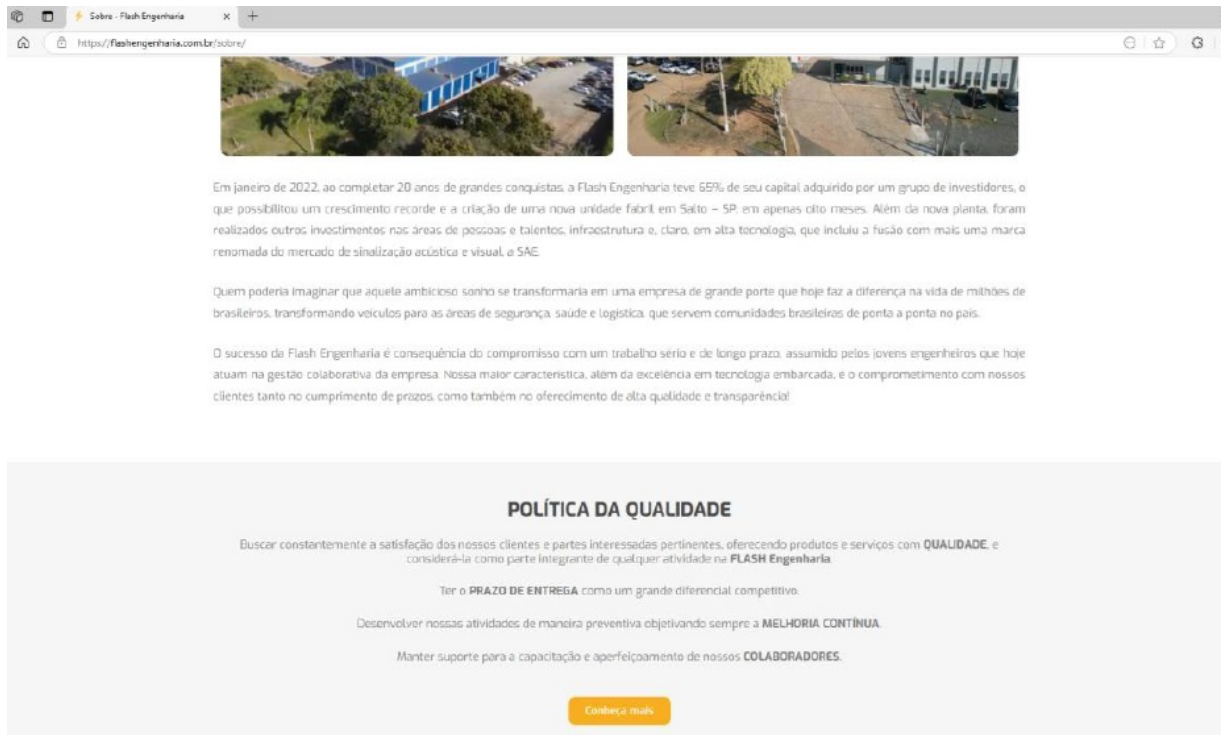 Sobre - Flash Engenharia
https://flashengenharia.com.br/sobre/
Em janeiro de 2022, ao completar 20 anos de grandes conquistas, a Flash Engenharia teve 65% de seu capital adquirido por um grupo de investidores, o
que possibilitou um crescimento recorde e a criação de uma nova unidade fabril em Salto – SP, em apenas oito meses. Além da nova planta, foram
realizados outros investimentos nas áreas de pessoas e talentos, infraestrutura e, claro, em alta tecnologia, que incluiu a fusão com mais uma marca
renomada do mercado de sinalização acústica e visual, a SAE.
Quem poderia imaginar que aquele ambicioso sonho se transformaria em uma empresa de grande porte que hoje faz a diferença na vida de milhões de
brasileiros, transformando veículos para as áreas de segurança, saúde e logística, que servem comunidades brasileiras de ponta a ponta no país.
O sucesso da Flash Engenharia é consequência do compromisso com um trabalho sério e de longo prazo, assumido pelos jovens engenheiros que hoje
atuam na gestão colaborativa da empresa. Nossa maior característica, além da excelência em tecnologia embarcada, é o comprometimento com nossos
clientes tanto no cumprimento de prazos, como também no oferecimento de alta qualidade e transparência!
POLÍTICA DA QUALIDADE
Buscar constantemente a satisfação dos nossos clientes e partes interessadas pertinentes, oferecendo produtos e serviços com QUALIDADE, e
considerá-la como parte integrante de qualquer atividade na FLASH Engenharia.
Ter o PRAZO DE ENTREGA como um grande diferencial competitivo.
Desenvolver nossas atividades de maneira preventiva objetivando sempre a MELHORIA CONTÍNUA.
Manter suporte para a capacitação e aperfeiçoamento de nossos COLABORADORES.
Conheça mais